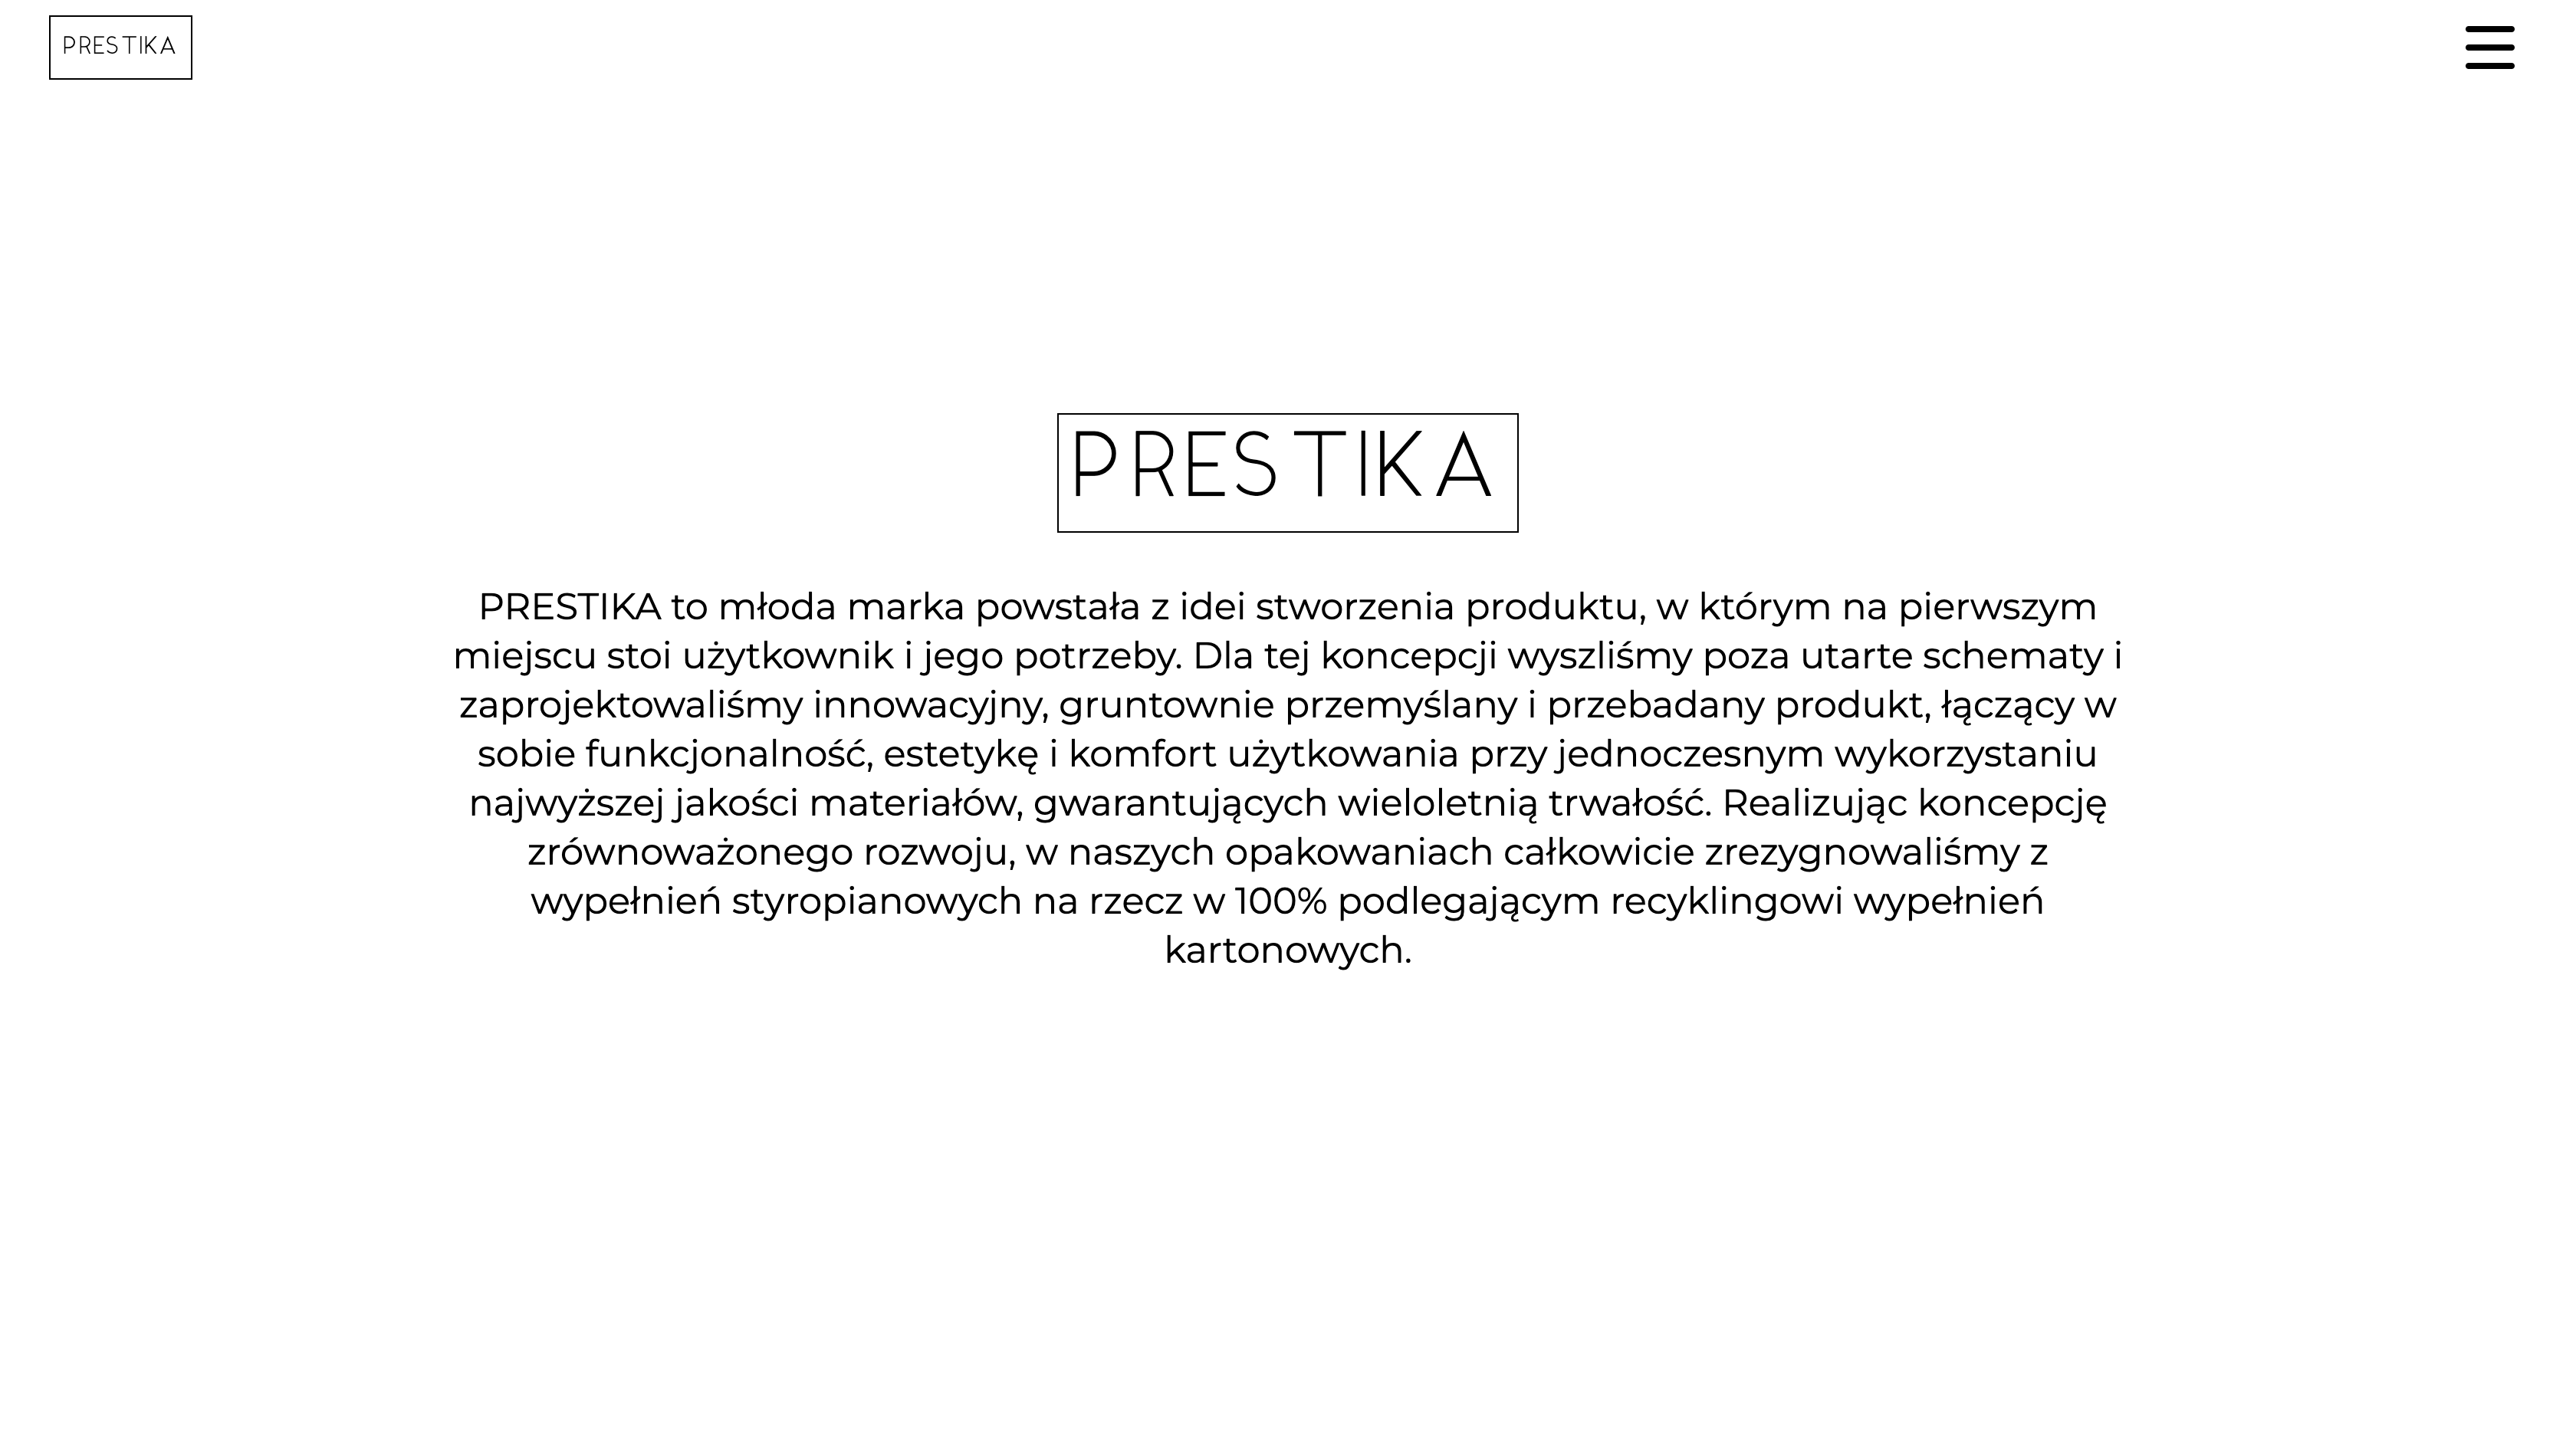 PRESTIKA
PRESTIKA
PRESTIKA to młoda marka powstała z idei stworzenia produktu, w którym na pierwszym
miejscu stoi użytkownik i jego potrzeby. Dla tej koncepcji wyszliśmy poza utarte schematy i
zaprojektowaliśmy innowacyjny, gruntownie przemyślany i przebadany produkt, łączący w
sobie funkcjonalność, estetykę i komfort użytkowania przy jednoczesnym wykorzystaniu
najwyższej jakości materiałów, gwarantujących wieloletnią trwałość. Realizując koncepcję
zrównoważonego rozwoju, w naszych opakowaniach całkowicie zrezygnowaliśmy z
wypełnień styropianowych na rzecz w 100% podlegającym recyklingowi wypełnień
kartonowych.